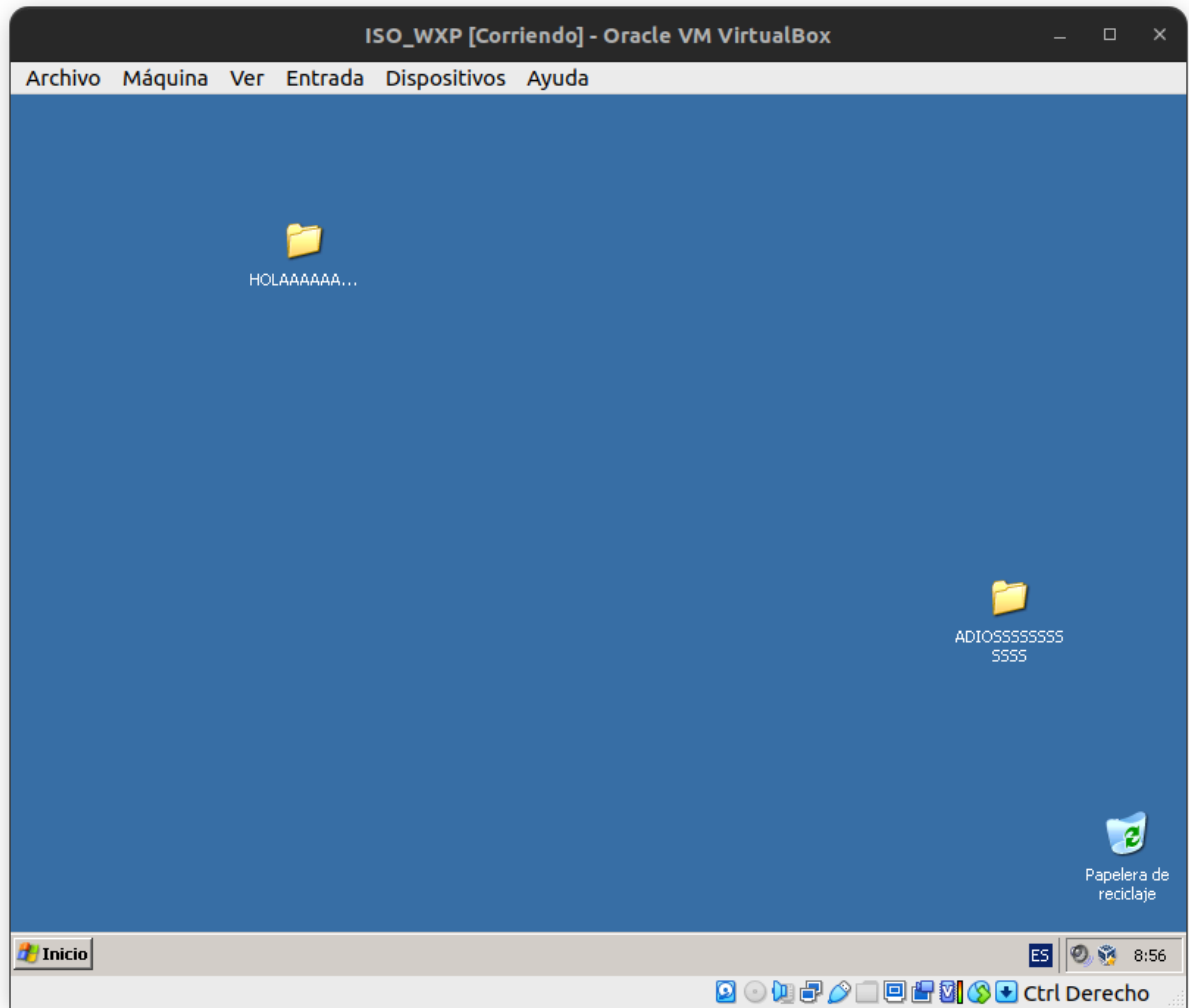 ISO_WXP [Corriendo] - Oracle VM VirtualBox
Archivo Máquina Ver Entrada Dispositivos Ayuda
HOLAAAAAA...
ADIOSSSSSSSS
SSSS
Papelera de
reciclaje
Inicio ES 8:56
Ctrl Derecho